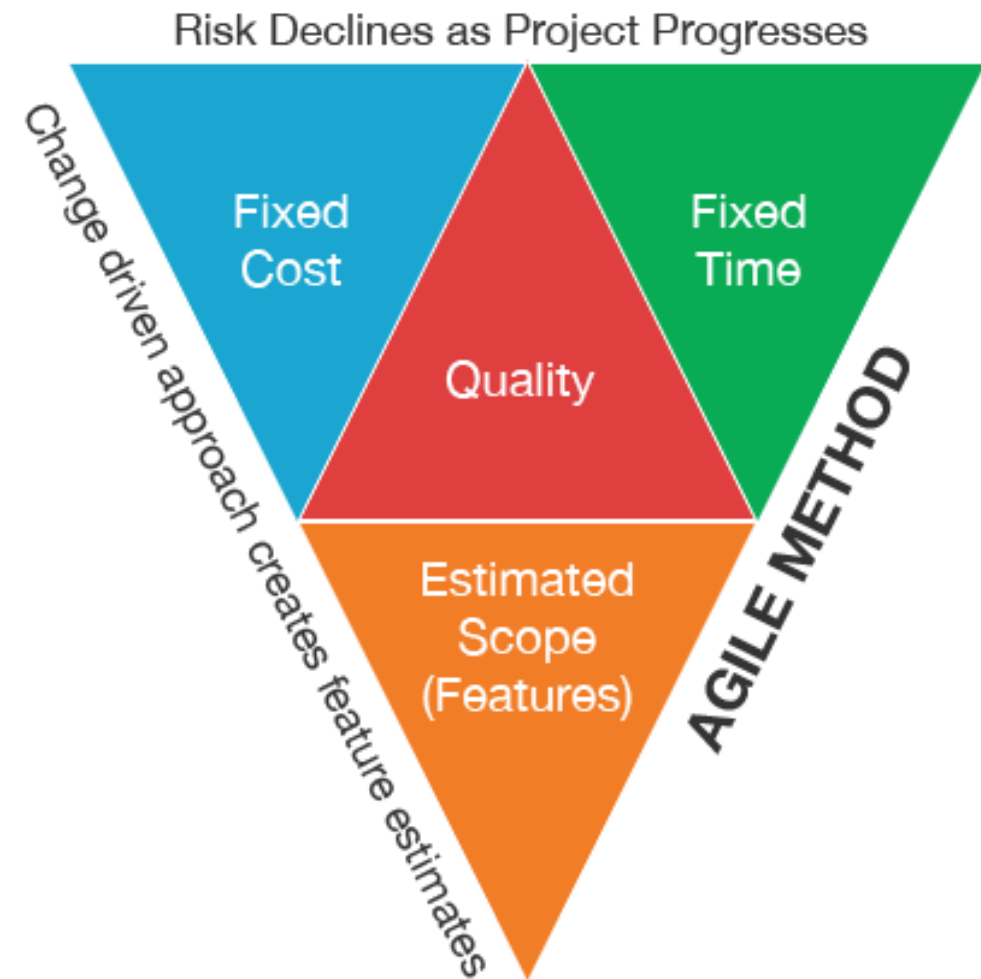 Risk Declines as Project Progresses
Change driven approach creates feature estimates
Fixed
Cost
Quality
Fixed
Time
Estimated
Scope
(Features)
AGILE METHOD